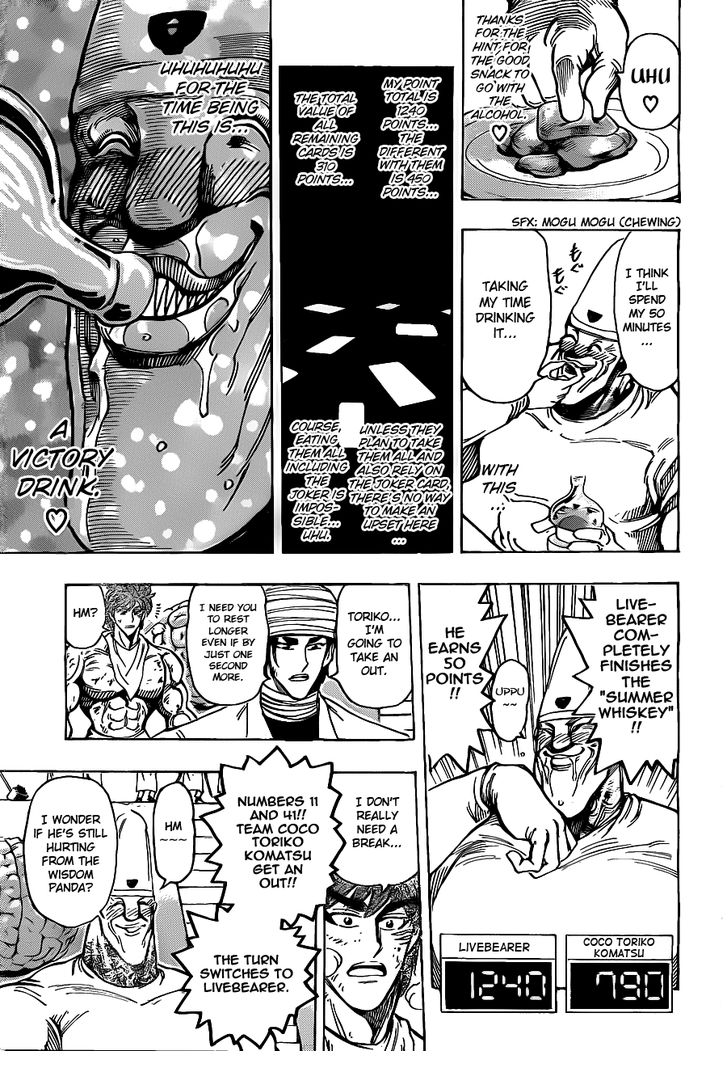 UHU
♡
THANKS
FOR THE
HINT FOR
THE GOOD
SNACK TO
GO WITH
THE
ALCOHOL.
♡
SFX: MOGU MOGU (CHEWING)
I THINK
I'LL
SPEND
MY 50
MINUTES
...
もぐ
もぐ
TAKING
MY TIME
DRINKING
IT...
WITH
THIS
...
MY POINT
TOTAL IS
1240
POINTS...
THE
DIFFERENT
WITH THEM
IS 450
POINTS...
THE TOTAL
VALUE OF
ALL
REMAINING
CARDS IS
310
POINTS...
UNLESS THEY
PLAN TO TAKE
THEM ALL AND
ALSO RELY ON
THE JOKER CARD,
THERE'S NO WAY
TO MAKE AN
UPSET HERE
...
COURSE,
EATING
THEM ALL
INCLUDING
THE
JOKER IS
IMPOS-
SIBLE...
UHU.
UHUHUHUHU
FOR THE
TIME BEING
THIS IS...
A
VICTORY
DRINK.
♡
LIVE-
BEARER
COM-
PLETELY
FINISHES
THE
"SUMMER
WHISKEY"
!!
HE
EARNS
50
POINTS
!!
UPPU
~~
LIVEBEARER
1240
COCO TORIKO
KOMATSU
790
TORIKO...
I'M
GOING TO
TAKE AN
OUT.
I NEED YOU
TO REST
LONGER
EVEN IF BY
JUST ONE
SECOND
MORE.
HM?
I DON'T
REALLY
NEED A
BREAK...
NUMBERS 11
AND 41!!
TEAM COCO
TORIKO
KOMATSU
GET AN
OUT!!
THE TURN
SWITCHES TO
LIVEBEARER.
HM
~~~
I WONDER
IF HE'S STILL
HURTING
FROM THE
WISDOM
PANDA?